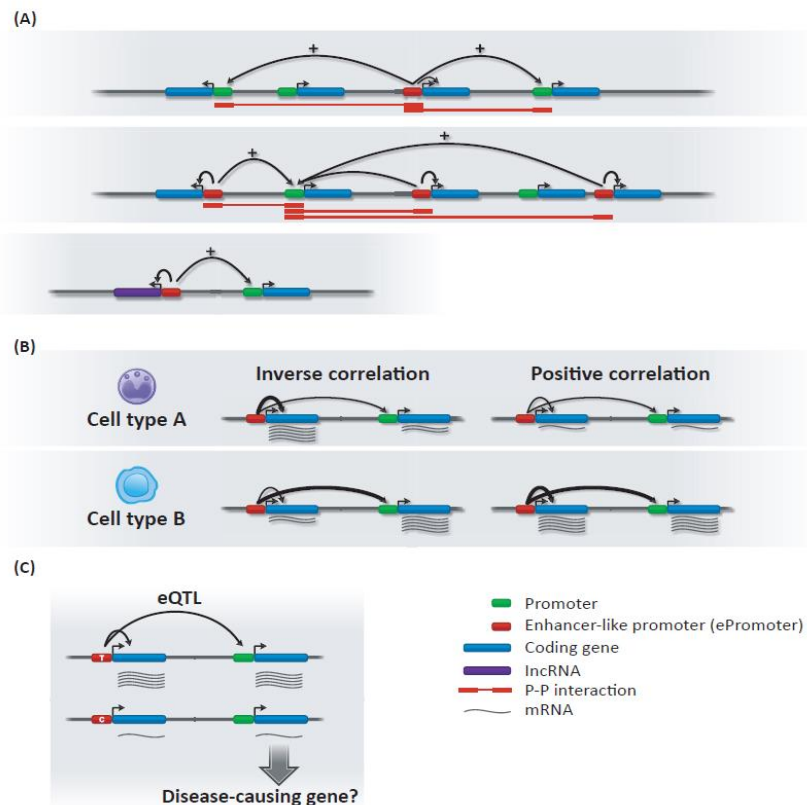 (A)
+
+
+
+
+
(B)
Inverse correlation
Positive correlation
Cell type A
Cell type B
(C)
eQTL
T
C
Disease-causing gene?
Promoter
Enhancer-like promoter (ePromoter)
Coding gene
lncRNA
P-P interaction
mRNA